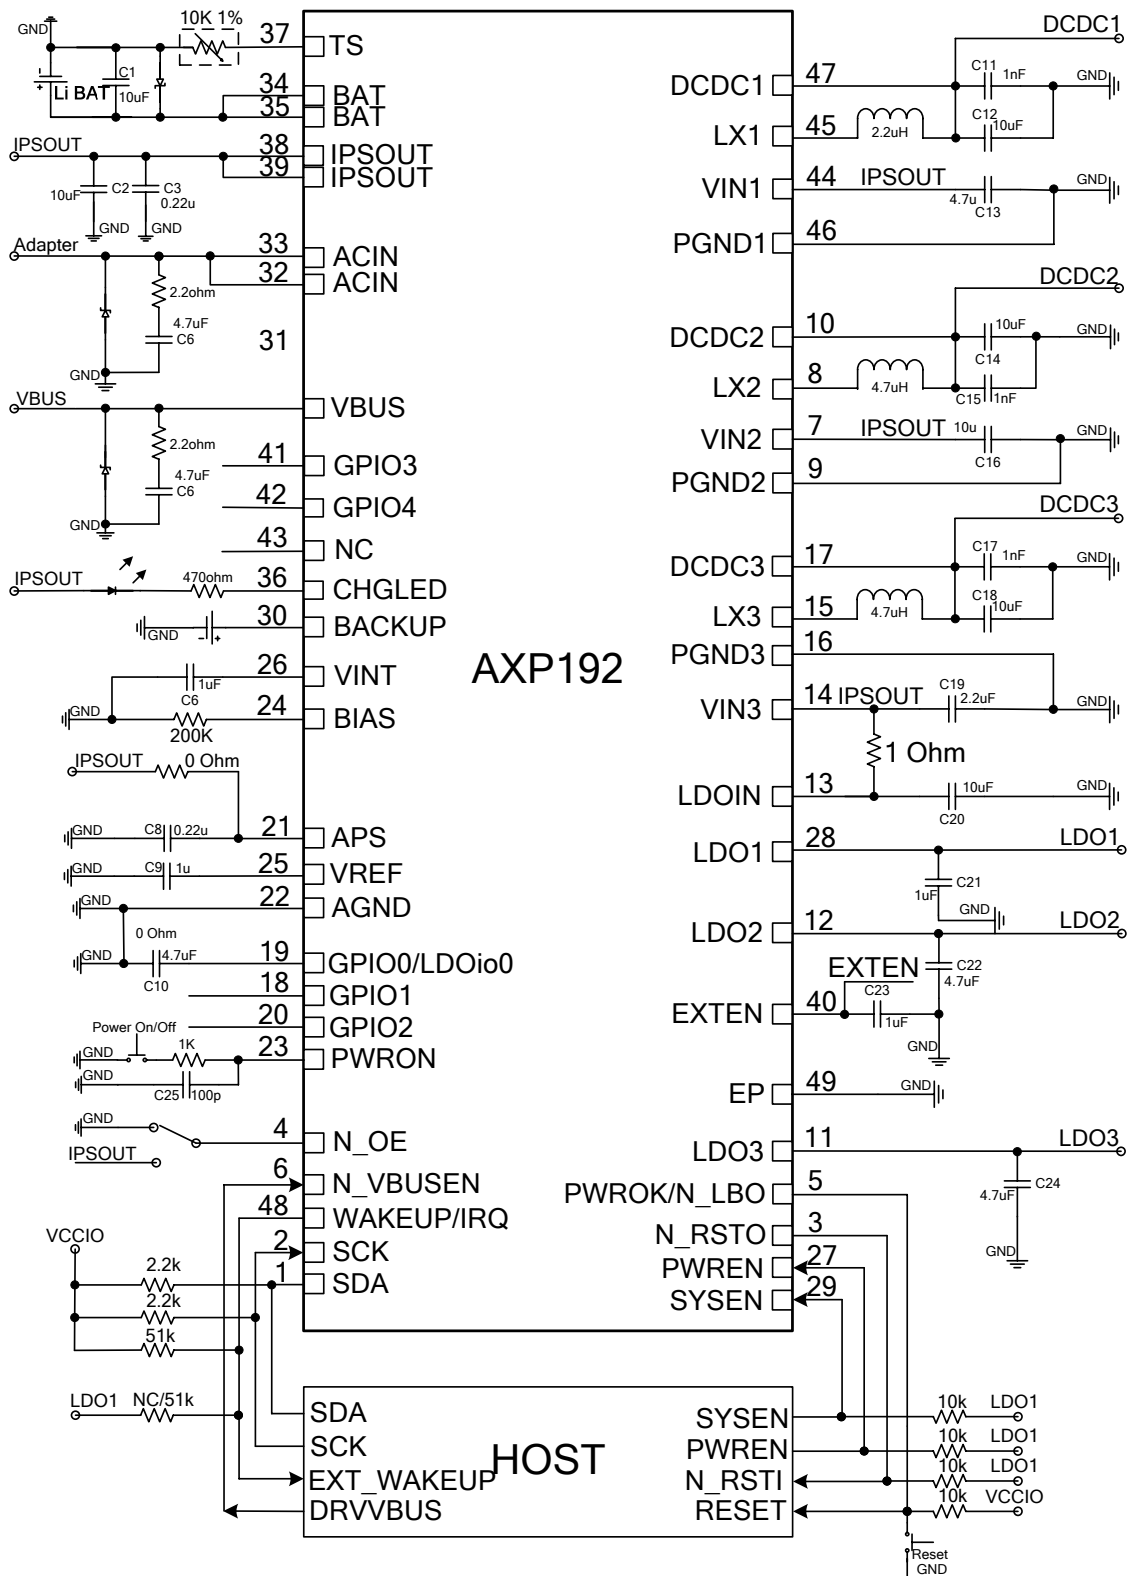 GND
10K 1%
37
TS
C1
10uF
Li BAT
34
BAT
35
BAT
IPSOUT
38
IPSOUT
39
IPSOUT
10uF
C2
C3
0.22u
GND
GND
Adapter
33
ACIN
32
ACIN
2.2ohm
4.7uF
C6
31
GND
VBUS
VBUS
2.2ohm
41
GPIO3
4.7uF
C6
42
GPIO4
GND
43
NC
IPSOUT
470ohm
36
CHGLED
GND
- +
30
BACKUP
26
VINT
1uF
C6
GND
24
BIAS
200K
IPSOUT
0 Ohm
GND
C8
0.22u
21
APS
GND
C9
1u
25
VREF
GND
22
AGND
0 Ohm
GND
4.7uF
C10
19
GPIO0/LDOio0
18
GPIO1
20
GPIO2
Power On/Off
GND
1K
23
PWRON
GND
C25
100p
GND
4
N_OE
IPSOUT
6
N_VBUSEN
48
WAKEUP/IRQ
VCCIO
2
SCK
2.2k
1
SDA
2.2k
51k
LDO1
NC/51k
AXP192
DCDC1
47
DCDC1
C11
1nF
GND
C12
10uF
LX1
45
2.2uH
VIN1
44
IPSOUT
4.7u
C13
GND
PGND1
46
DCDC2
DCDC2
10
10uF
C14
GND
LX2
8
4.7uH
C15
1nF
VIN2
7
IPSOUT
10u
C16
GND
PGND2
9
DCDC3
DCDC3
17
C17
1nF
GND
LX3
15
4.7uH
C18
10uF
PGND3
16
VIN3
14
IPSOUT
C19
2.2uF
GND
1 Ohm
LDOIN
13
10uF
C20
GND
LDO1
28
LDO1
C21
1uF
GND
LDO2
12
LDO2
EXTEN
C22
4.7uF
EXTEN
40
C23
1uF
GND
EP
49
GND
LDO3
11
LDO3
PWROK/N_LBO
5
C24
4.7uF
N_RSTO
3
GND
PWREN
27
SYSEN
29
HOST
SDA
SCK
EXT_WAKEUP
DRVVBUS
SYSEN
10k
LDO1
PWREN
10k
LDO1
N_RSTI
10k
LDO1
RESET
10k
VCCIO
Reset
GND